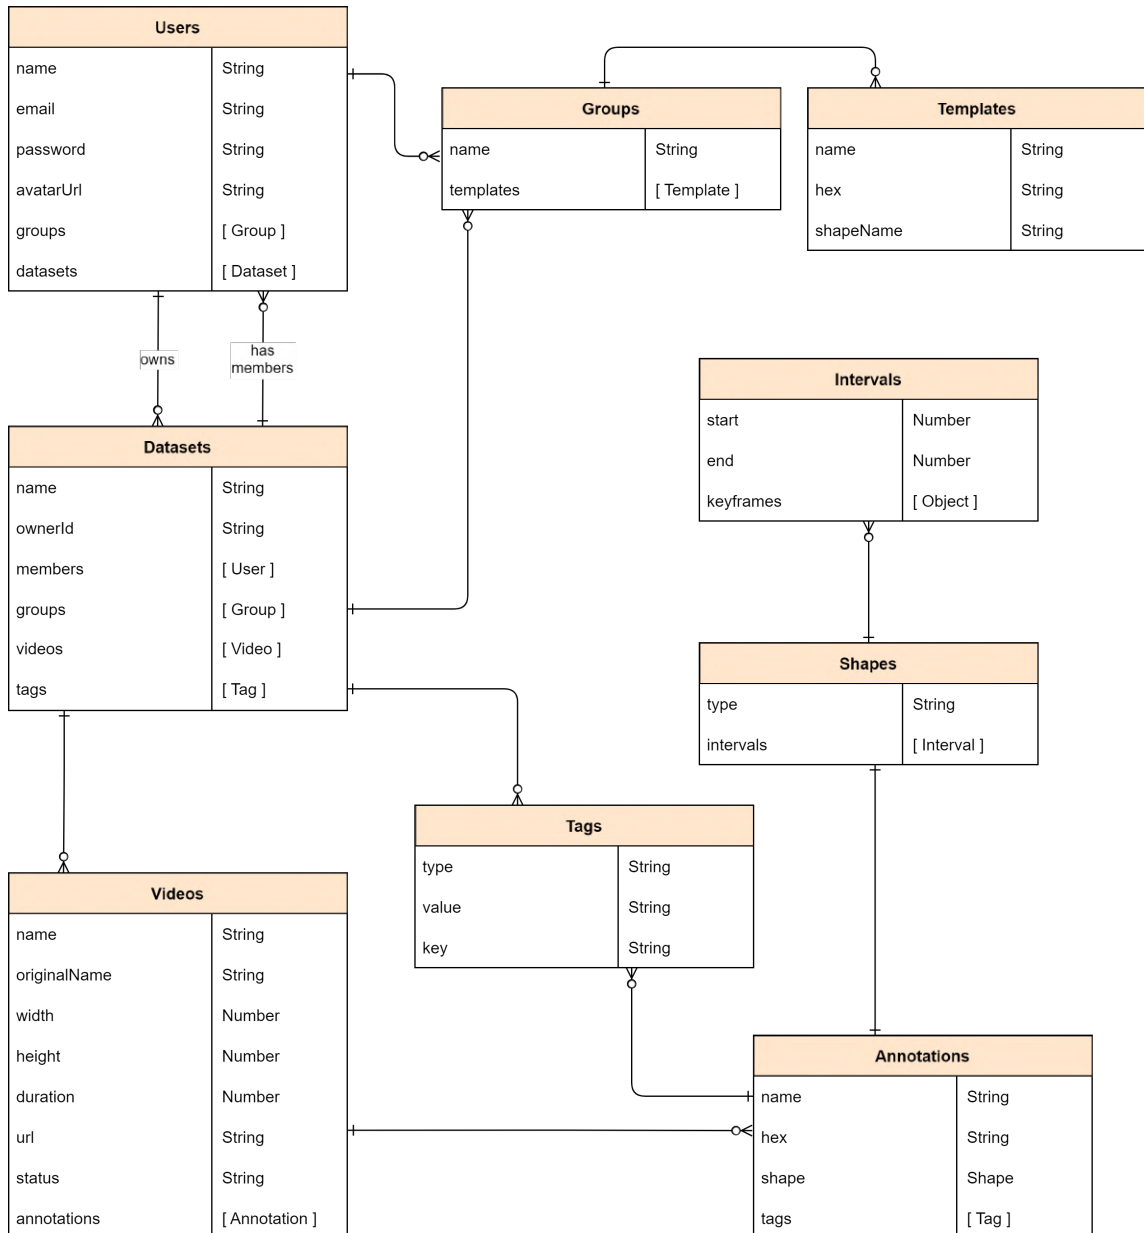 Users
name String
email String
password String
avatarUrl String
groups [ Group ]
datasets [ Dataset ]
Groups
name String
templates [ Template ]
Templates
name String
hex String
shapeName String
owns
has
members
Datasets
name String
ownerId String
members [ User ]
groups [ Group ]
videos [ Video ]
tags [ Tag ]
Intervals
start Number
end Number
keyframes [ Object ]
Shapes
type String
intervals [ Interval ]
Tags
type String
value String
key String
Videos
name String
originalName String
width Number
height Number
duration Number
url String
status String
annotations [ Annotation ]
Annotations
name String
hex String
shape Shape
tags [ Tag ]